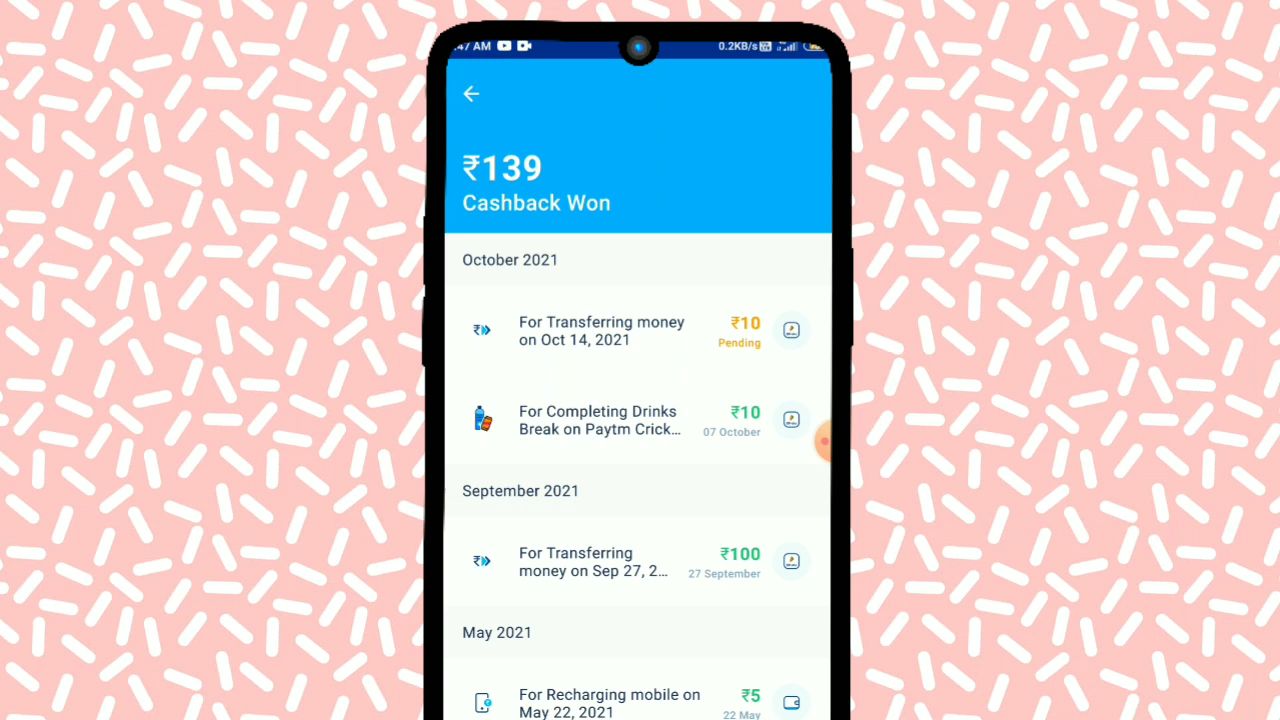 :47 AM
0.2KB/s
₹139
Cashback Won
October 2021
For Transferring money
on Oct 14, 2021
₹10
Pending
For Completing Drinks
Break on Paytm Crick...
₹10
07 October
September 2021
For Transferring
money on Sep 27, 2...
₹100
27 September
May 2021
For Recharging mobile on
May 22, 2021
₹5
22 May